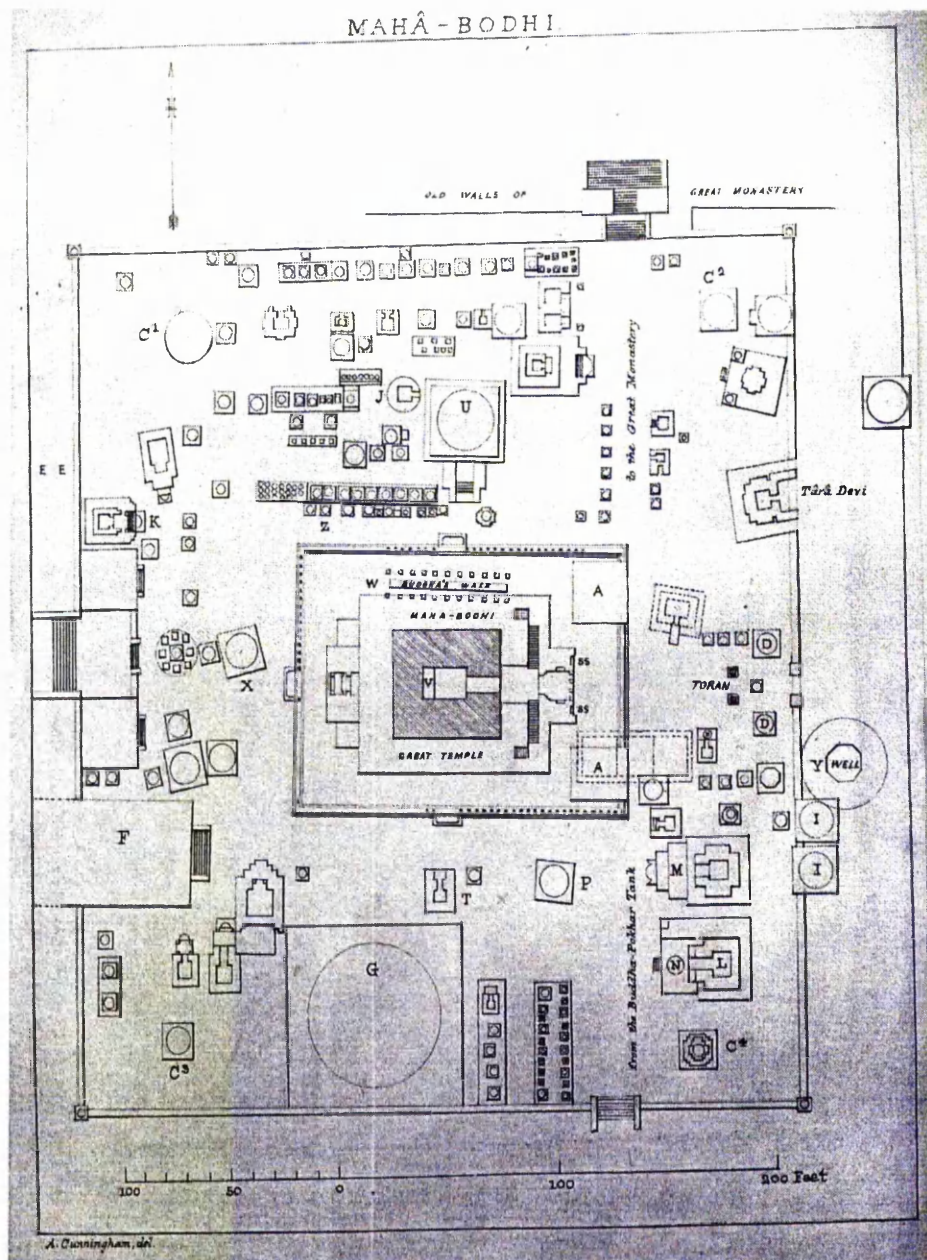 MAHÂ-BODHI.
OLD WALLS OF
GREAT MONASTERY
C¹
C²
to the Great Monastery
J
U
E E
K
Z
Târâ Devi
W
BUDDHA'S WALK
A
MAHA-BODHI
V
BS
BS
X
GREAT TEMPLE
A
D
TORAN
D
Y
WELL
I
I
F
M
T
P
from the Buddha-Pokhar Tank
G
N
L
C³
C⁴
100
50
0
100
200 Feet
A. Cunningham, del.